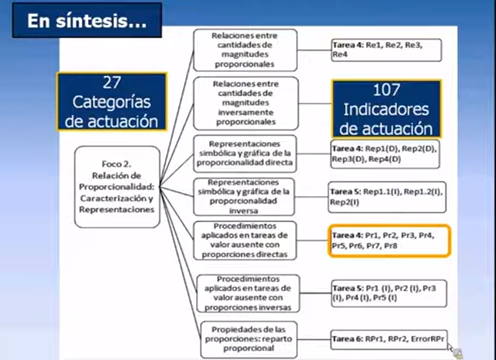 En síntesis...
27
Categorías
de actuación
107
Indicadores
de actuación
Foco 2.
Relación de
Proporcionalidad:
Caracterización y
Representaciones
Relaciones entre
cantidades de
magnitudes
proporcionales
Tarea 4: Re1, Re2, Re3,
Re4
Relaciones entre
cantidades de
magnitudes
inversamente
proporcionales
Representaciones
simbólica y gráfica de la
proporcionalidad directa
Tarea 4: Rep1(D), Rep2(D),
Rep3(D), Rep4(D)
Representaciones
simbólica y gráfica de la
proporcionalidad
inversa
Tarea 5: Rep1.1(I), Rep1.2(I),
Rep2(I)
Procedimientos
aplicados en tareas de
valor ausente con
proporciones directas
Tarea 4: Pr1, Pr2, Pr3, Pr4,
Pr5, Pr6, Pr7, Pr8
Procedimientos
aplicados en tareas de
valor ausente con
proporciones inversas
Tarea 5: Pr1 (I), Pr2 (I), Pr3
(I), Pr4 (I), Pr5 (I)
Propiedades de las
proporciones: reparto
proporcional
Tarea 6: RPr1, RPr2, ErrorRPr